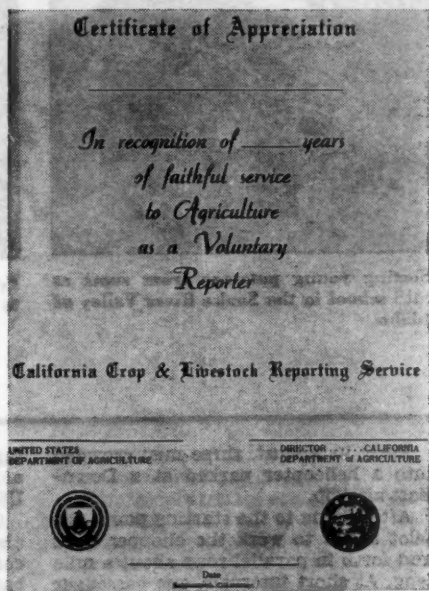 Certificate of Appreciation
In recognition of ______ years
of faithful service
to Agriculture
as a Voluntary
Reporter
California Crop & Livestock Reporting Service
UNITED STATES
DEPARTMENT OF AGRICULTURE
DIRECTOR ...... CALIFORNIA
DEPARTMENT of AGRICULTURE
Date